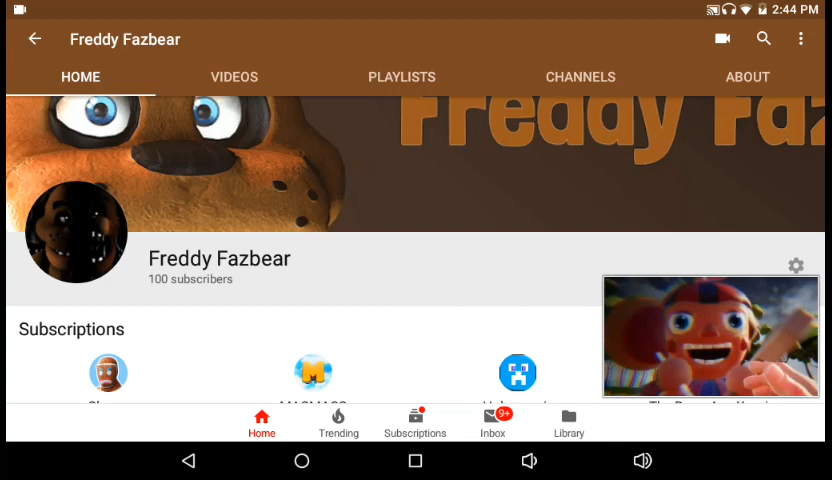 2:44 PM
Freddy Fazbear
HOME VIDEOS PLAYLISTS CHANNELS ABOUT
Freddy Faz
Freddy Fazbear
100 subscribers
Subscriptions
M
9+
Home Trending Subscriptions Inbox Library